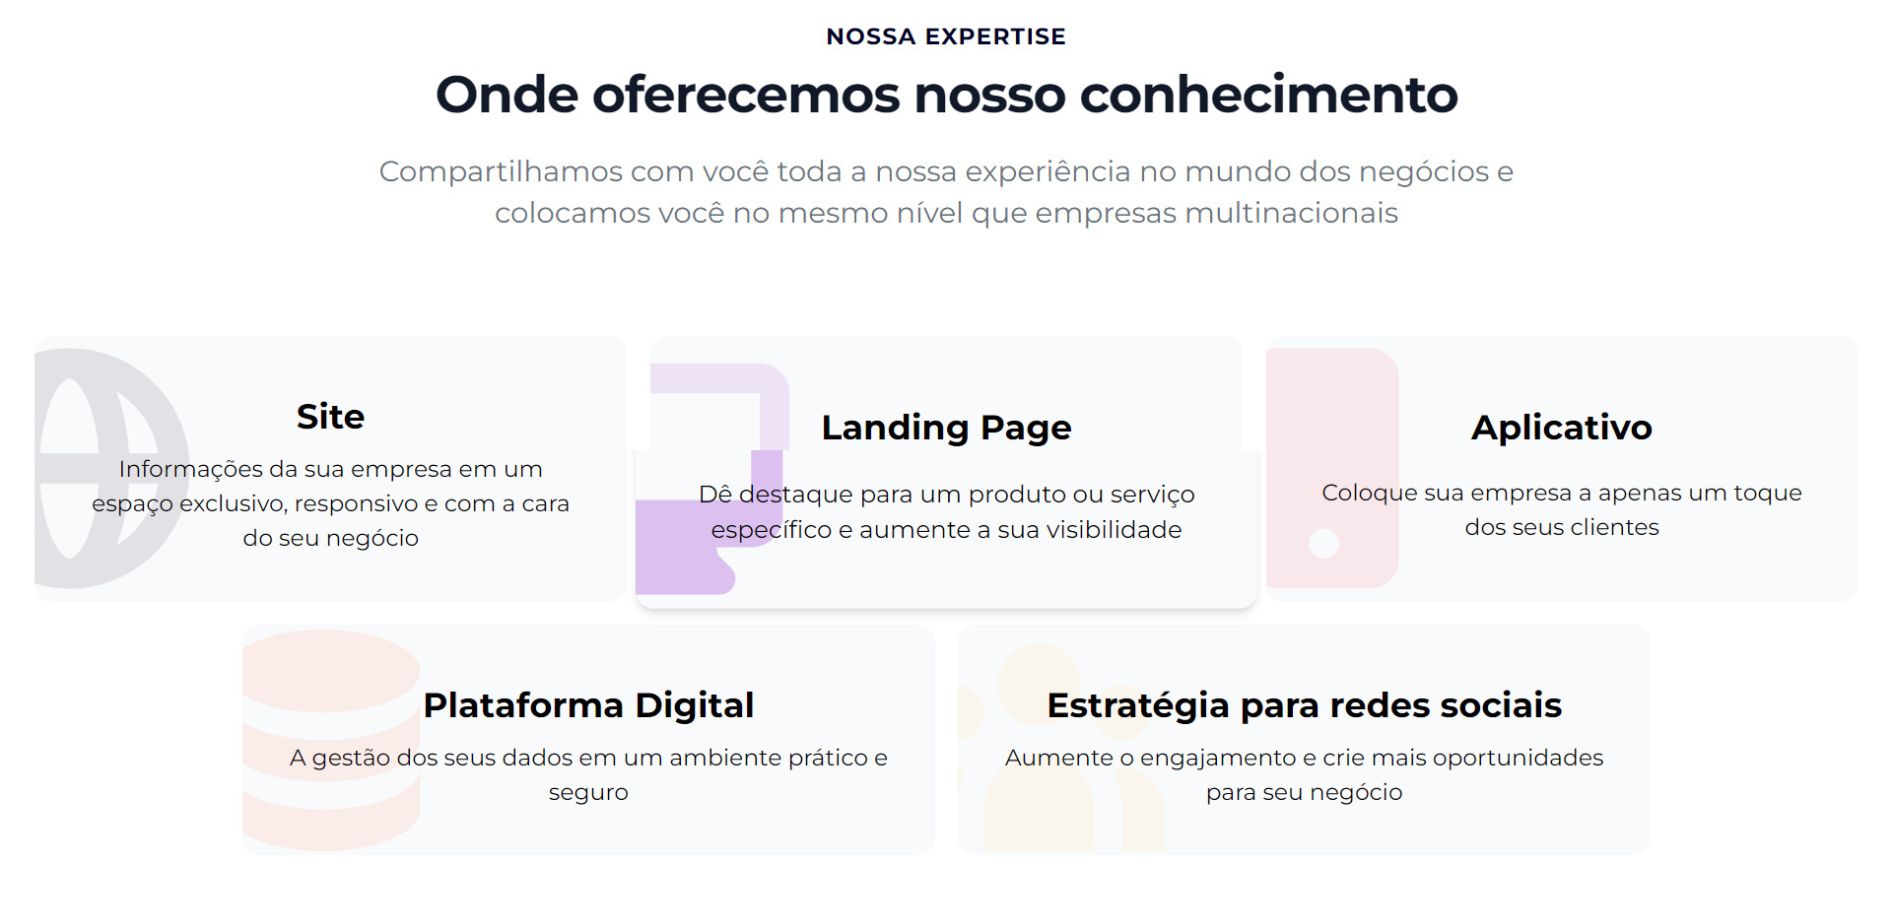 NOSSA EXPERTISE
Onde oferecemos nosso conhecimento
Compartilhamos com você toda a nossa experiência no mundo dos negócios e
colocamos você no mesmo nível que empresas multinacionais
Site
Informações da sua empresa em um
espaço exclusivo, responsivo e com a cara
do seu negócio
Landing Page
Dê destaque para um produto ou serviço
específico e aumente a sua visibilidade
Aplicativo
Coloque sua empresa a apenas um toque
dos seus clientes
Plataforma Digital
A gestão dos seus dados em um ambiente prático e
seguro
Estratégia para redes sociais
Aumente o engajamento e crie mais oportunidades
para seu negócio